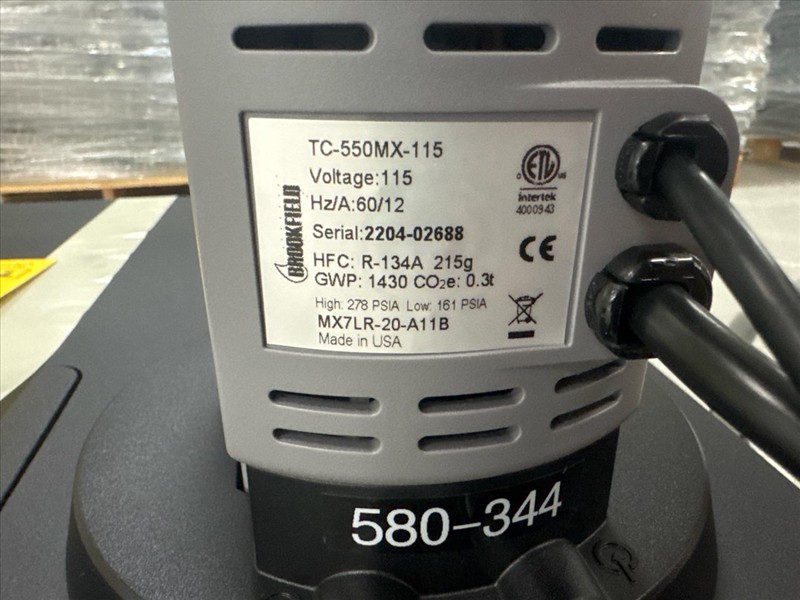 TC-550MX-115
Voltage:115
Hz/A:60/12
Serial:2204-02688
HFC: R-134A 215g
GWP: 1430 CO2e: 0.3t
High: 278 PSIA Low: 161 PSIA
MX7LR-20-A11B
Made in USA
BROOKFIELD
ETL
Intertek
4000943
CE
580-344